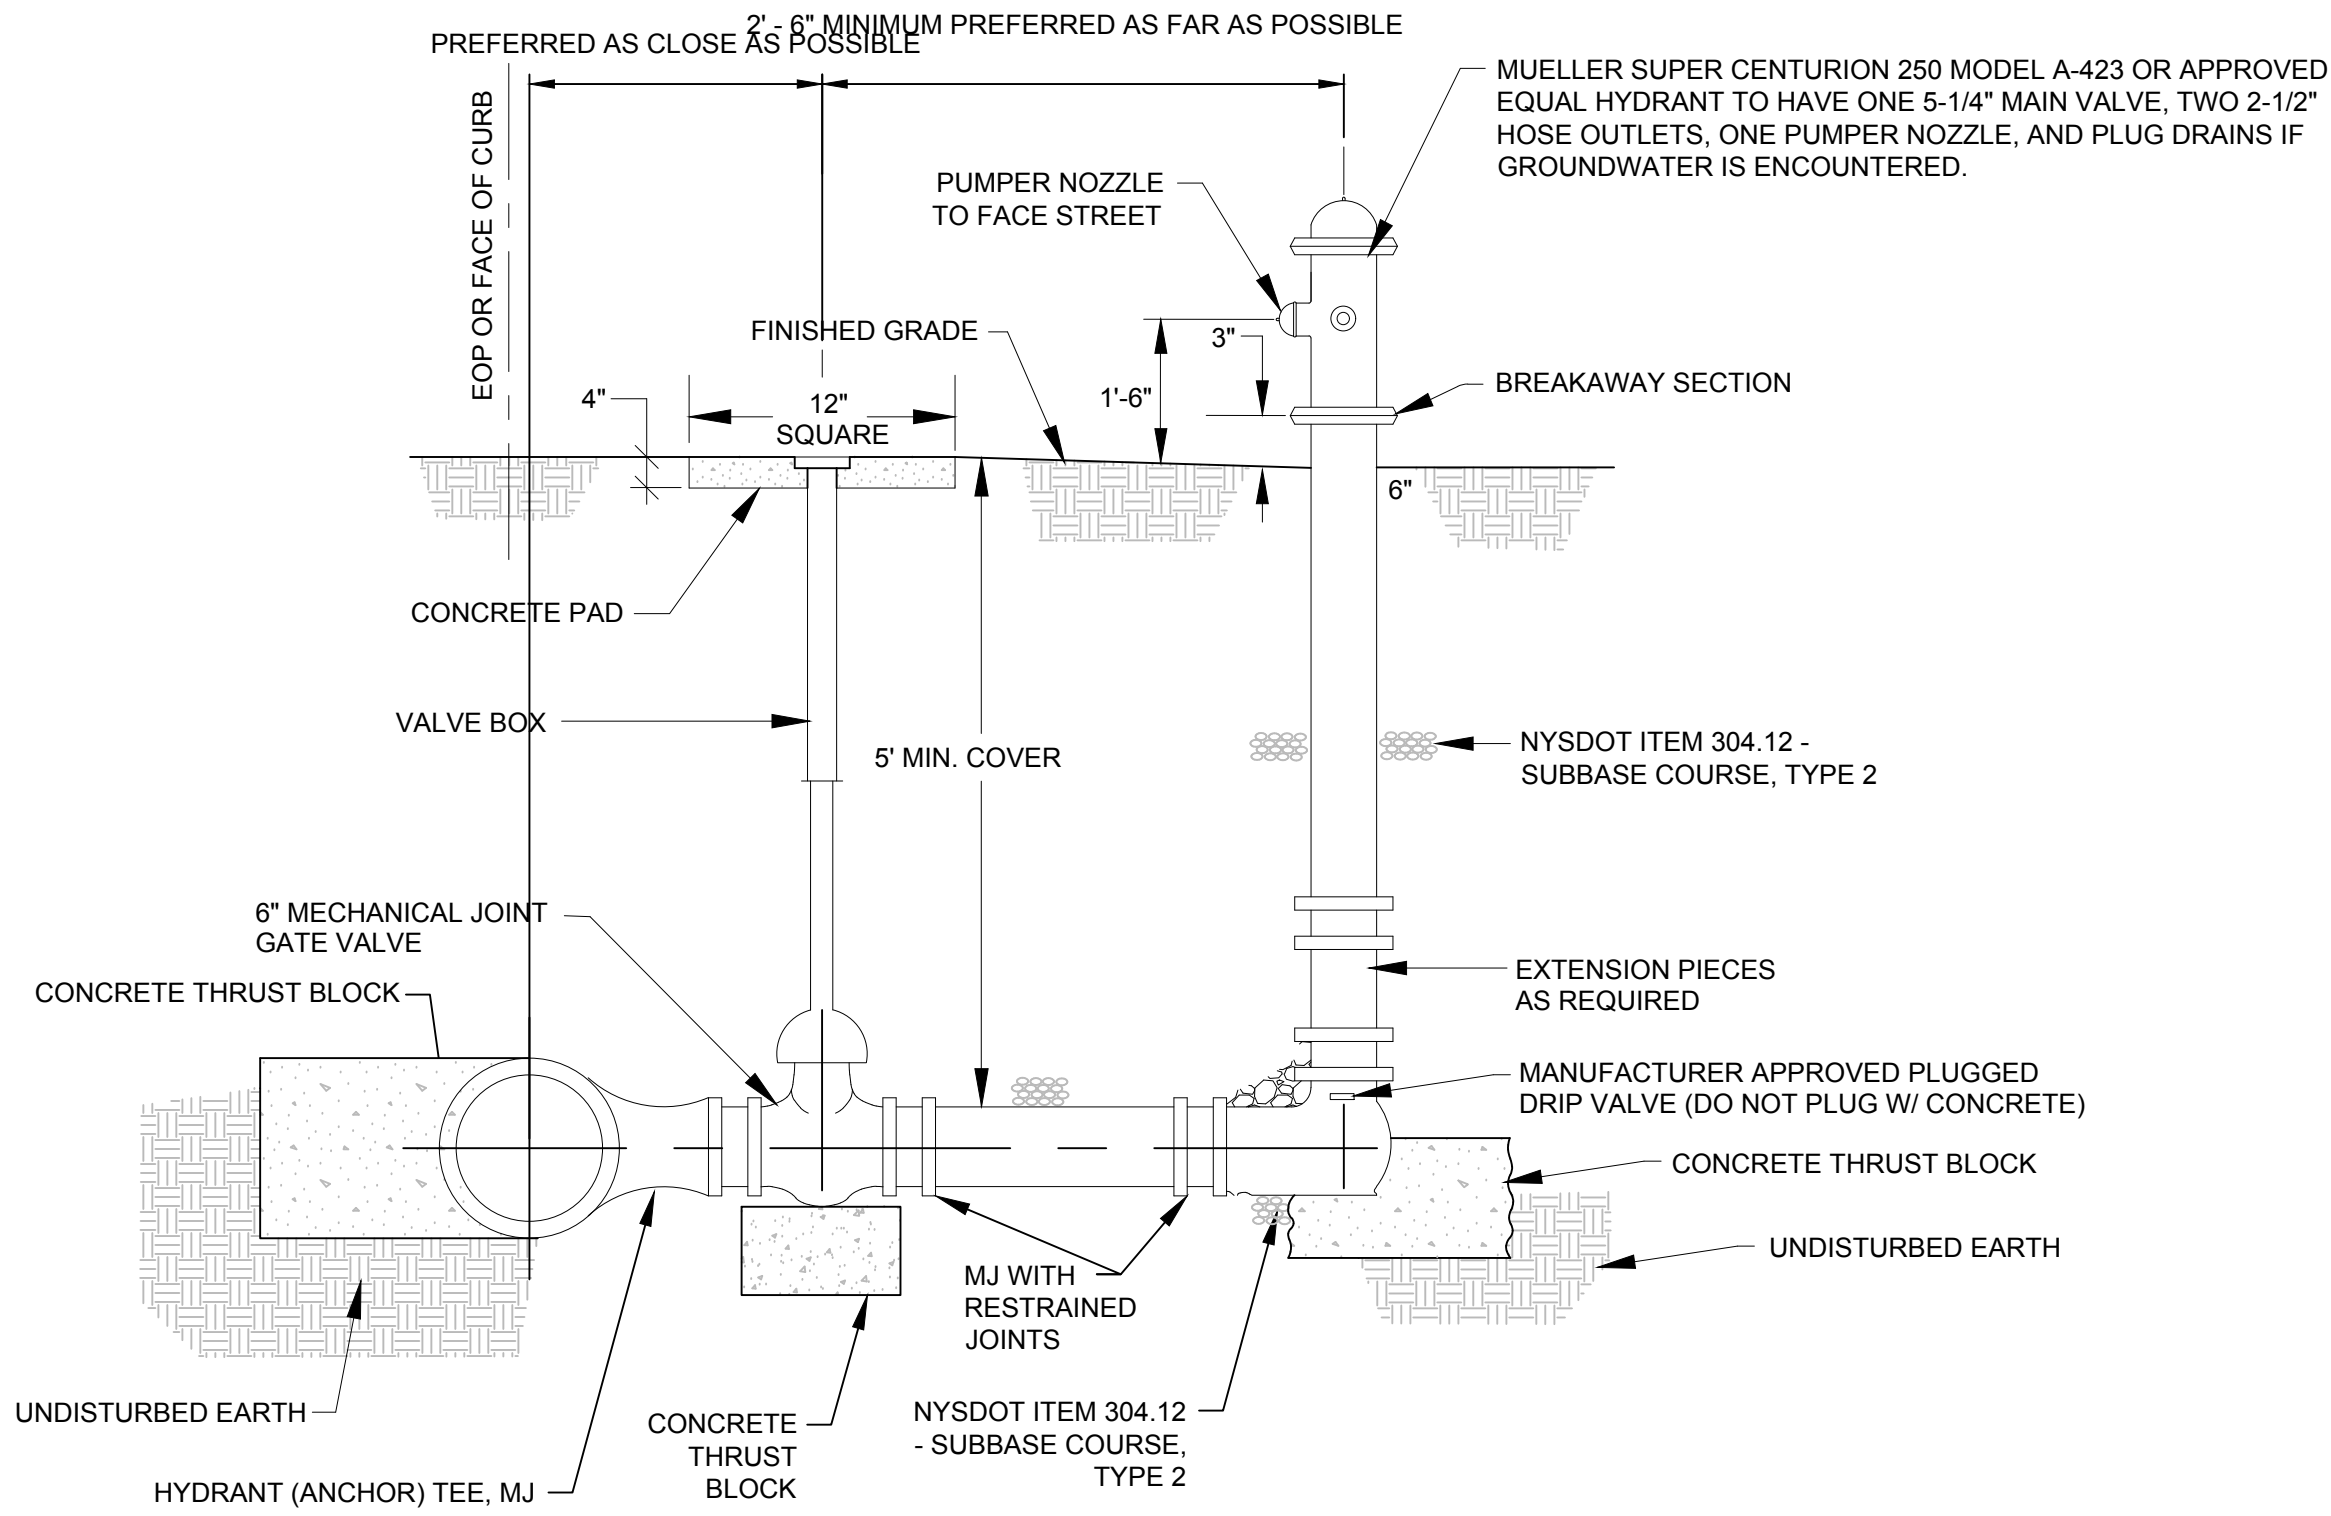 2' - 6" MINIMUM PREFERRED AS FAR AS POSSIBLE
PREFERRED AS CLOSE AS POSSIBLE
EOP OR FACE OF CURB
MUELLER SUPER CENTURION 250 MODEL A-423 OR APPROVED
EQUAL HYDRANT TO HAVE ONE 5-1/4" MAIN VALVE, TWO 2-1/2"
HOSE OUTLETS, ONE PUMPER NOZZLE, AND PLUG DRAINS IF
GROUNDWATER IS ENCOUNTERED.
PUMPER NOZZLE
TO FACE STREET
FINISHED GRADE
3"
1'-6"
BREAKAWAY SECTION
4"
12"
SQUARE
6"
CONCRETE PAD
VALVE BOX
5' MIN. COVER
NYSDOT ITEM 304.12 -
SUBBASE COURSE, TYPE 2
6" MECHANICAL JOINT
GATE VALVE
CONCRETE THRUST BLOCK
EXTENSION PIECES
AS REQUIRED
MANUFACTURER APPROVED PLUGGED
DRIP VALVE (DO NOT PLUG W/ CONCRETE)
CONCRETE THRUST BLOCK
UNDISTURBED EARTH
MJ WITH
RESTRAINED
JOINTS
UNDISTURBED EARTH
CONCRETE
THRUST
BLOCK
NYSDOT ITEM 304.12
- SUBBASE COURSE,
TYPE 2
HYDRANT (ANCHOR) TEE, MJ